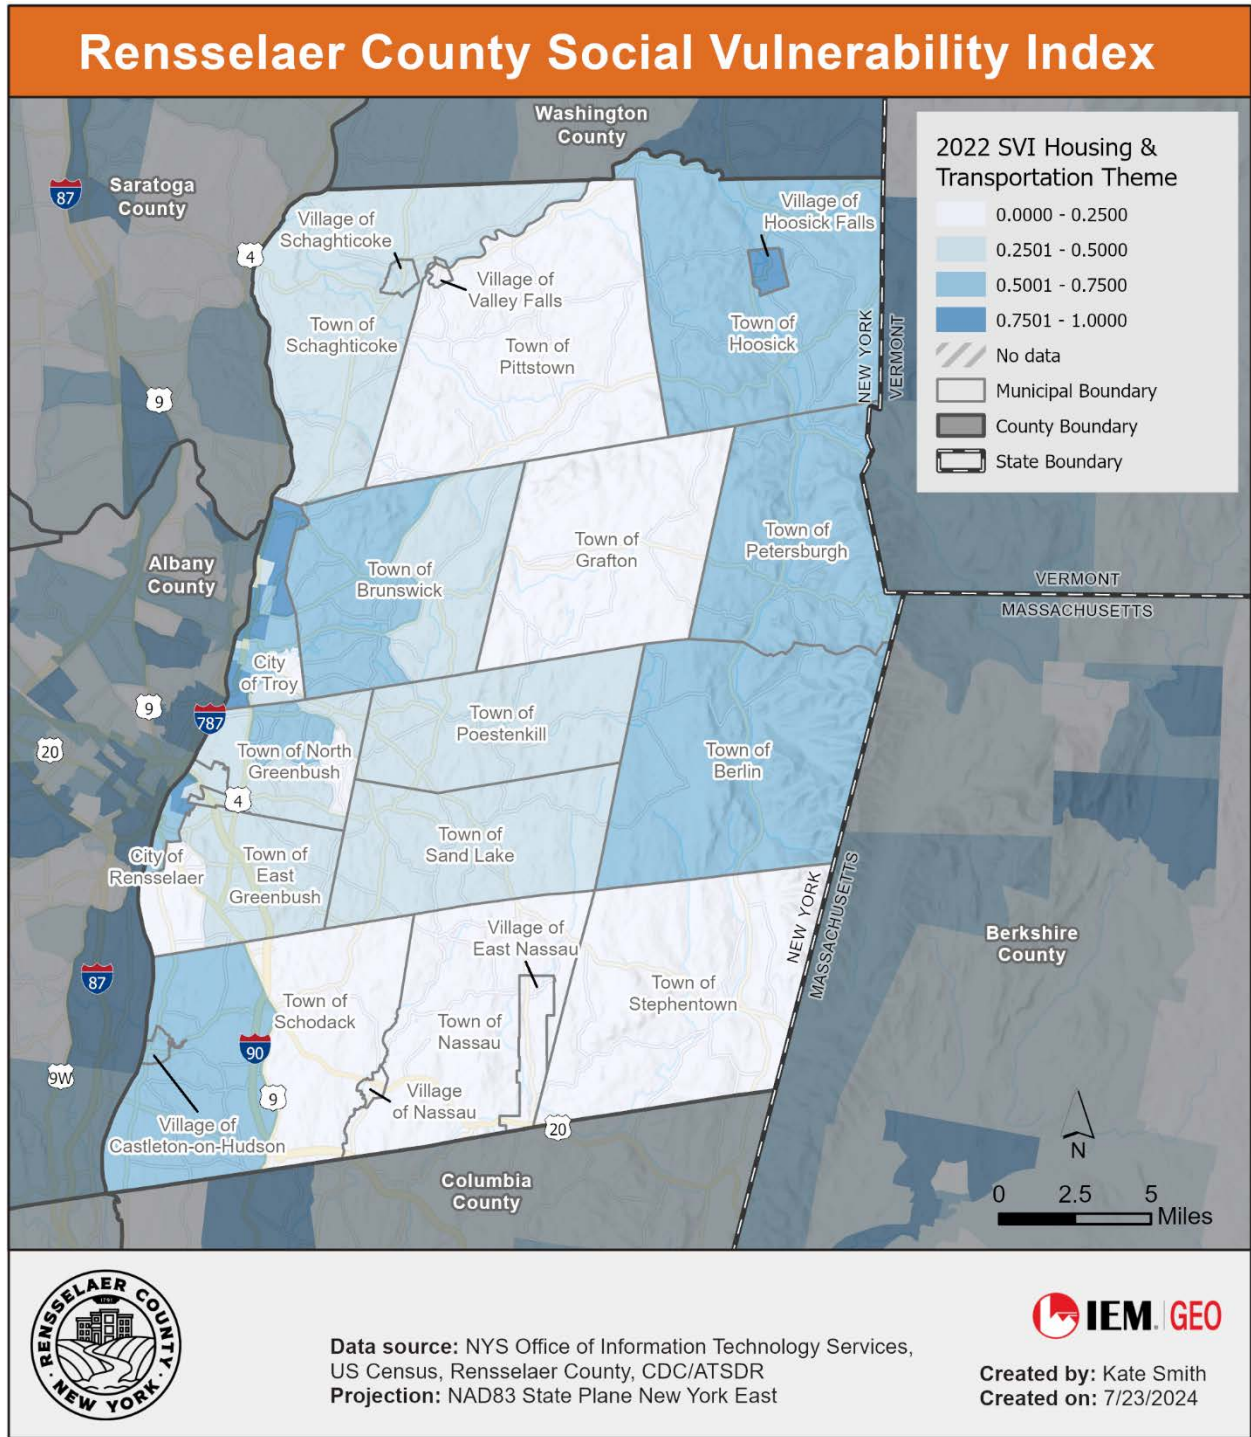 Rensselaer County Social Vulnerability Index
Washington
County
Saratoga
County
87
4
9
Village of
Schaghticoke
Village of
Valley Falls
Town of
Schaghticoke
Town of
Pittstown
Village of
Hoosick Falls
Town of
Hoosick
NEW YORK
VERMONT
2022 SVI Housing &
Transportation Theme
0.0000 - 0.2500
0.2501 - 0.5000
0.5001 - 0.7500
0.7501 - 1.0000
No data
Municipal Boundary
County Boundary
State Boundary
Albany
County
Town of
Brunswick
Town of
Grafton
Town of
Petersburgh
VERMONT
MASSACHUSETTS
City
of Troy
9
787
20
Town of North
Greenbush
4
Town of
Poestenkill
Town of
Berlin
City of
Rensselaer
Town of
East
Greenbush
Town of
Sand Lake
NEW YORK
MASSACHUSETTS
Berkshire
County
87
9W
Town of
Schodack
90
9
Village of
East Nassau
Town of
Nassau
Town of
Stephentown
Village of
Castleton-on-Hudson
Village
of Nassau
20
Columbia
County
N
0 2.5 5
Miles
RENSSELAER COUNTY
1791
NEW YORK
Data source: NYS Office of Information Technology Services,
US Census, Rensselaer County, CDC/ATSDR
Projection: NAD83 State Plane New York East
IEM. GEO
Created by: Kate Smith
Created on: 7/23/2024